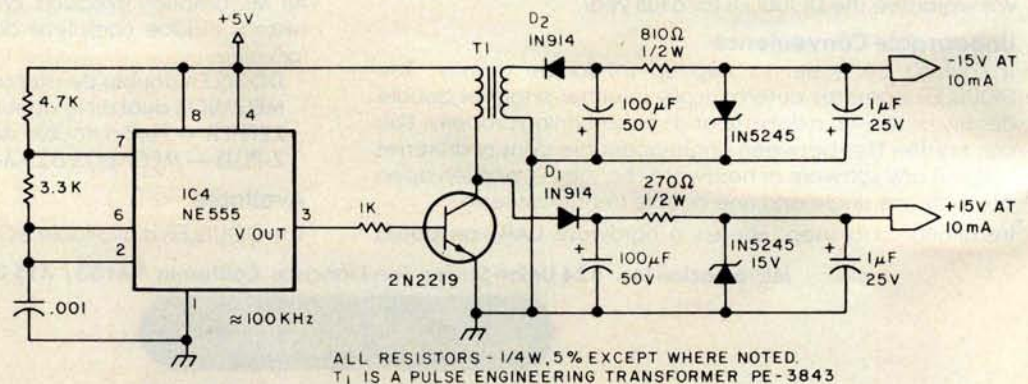 +5V
4.7K
7
8
4
3.3K
IC4
NE555
6
2
V OUT
3
1
≈100KHz
.001
1K
2N2219
T1
D2
1N914
810Ω
1/2W
+
100µF
50V
1N5245
+
1µF
25V
-15V AT
10mA
D1
1N914
270Ω
1/2W
+
100µF
50V
1N5245
15V
+
1µF
25V
+15V AT
10mA
ALL RESISTORS - 1/4W, 5% EXCEPT WHERE NOTED.
T1 IS A PULSE ENGINEERING TRANSFORMER PE-3843